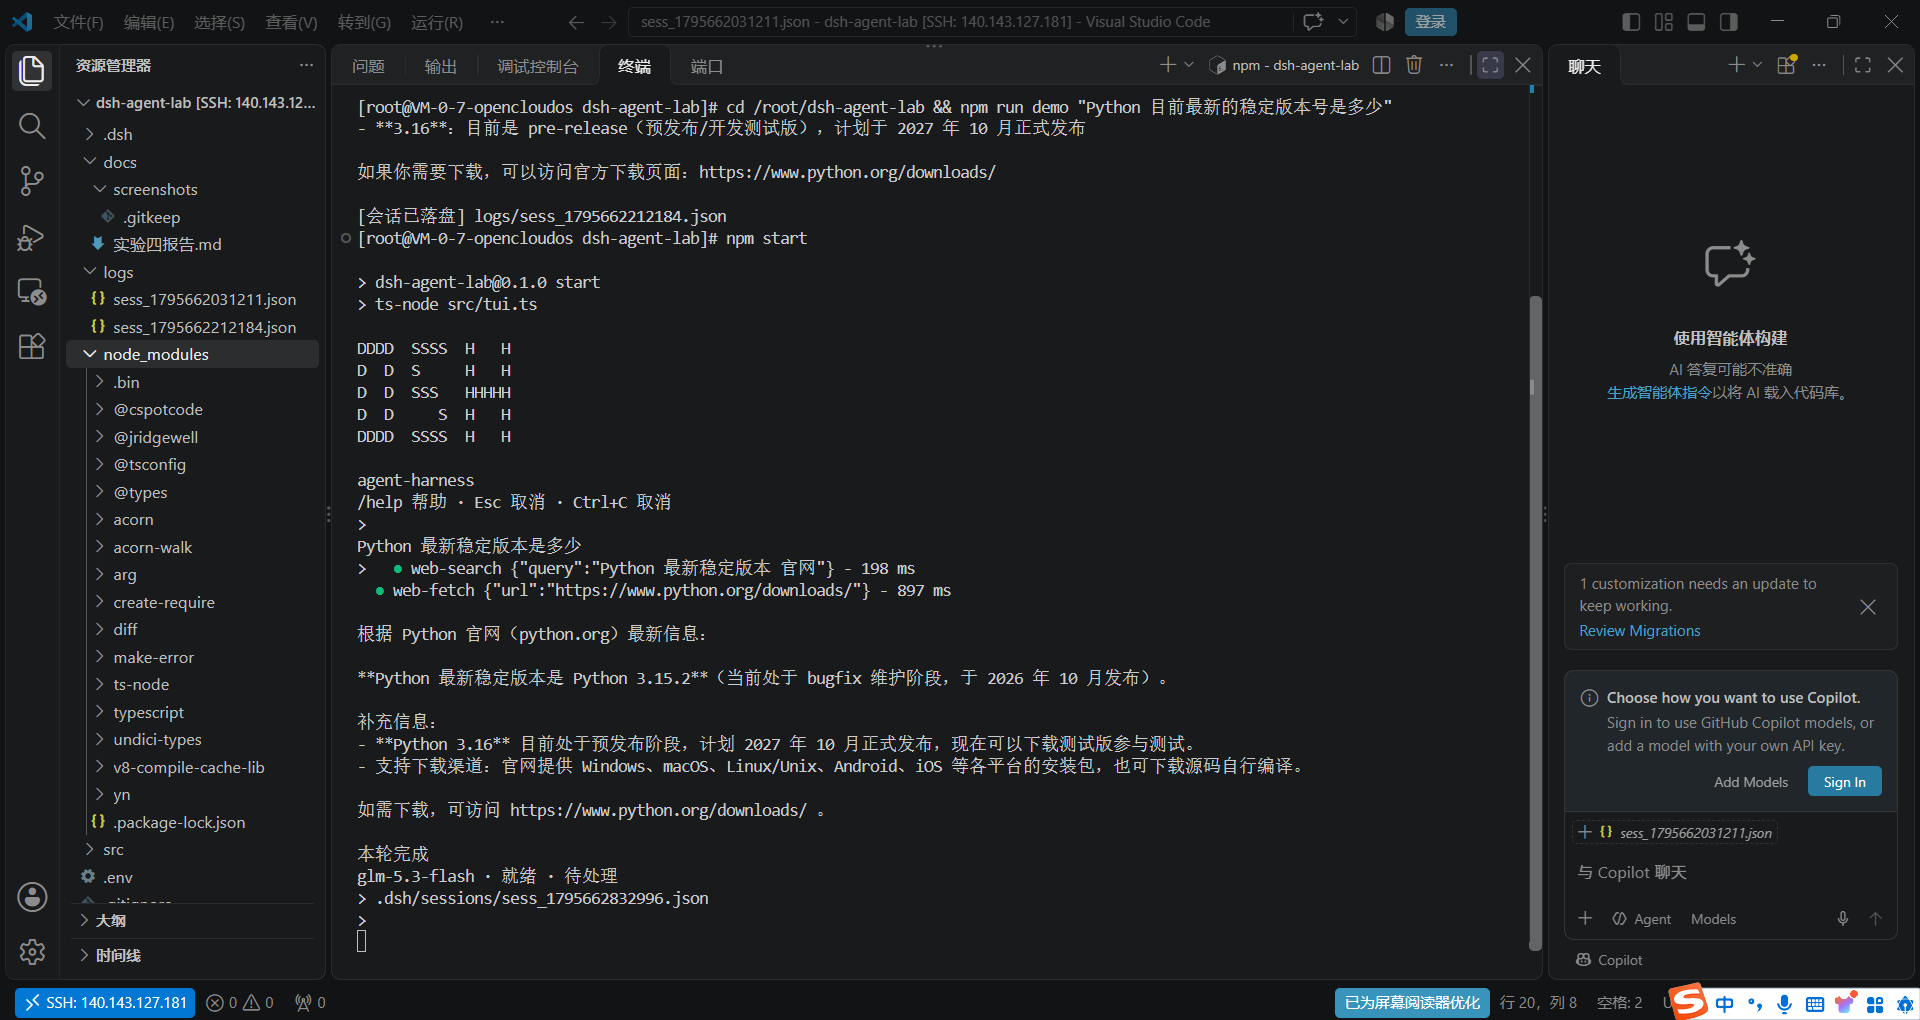 文件(F) 编辑(E) 选择(S) 查看(V) 转到(G) 运行(R) ··· sess_1795662031211.json - dsh-agent-lab [SSH: 140.143.127.181] - Visual Studio Code 登录
资源管理器
dsh-agent-lab [SSH: 140.143.12...
.dsh
docs
screenshots
.gitkeep
实验四报告.md
logs
sess_1795662031211.json
sess_1795662212184.json
node_modules
.bin
@cspotcode
@jridgewell
@tsconfig
@types
acorn
acorn-walk
arg
create-require
diff
make-error
ts-node
typescript
undici-types
v8-compile-cache-lib
yn
.package-lock.json
src
.env
.gitignore
大纲
时间线
问题 输出 调试控制台 终端 端口 npm - dsh-agent-lab
[root@VM-0-7-opencloudos dsh-agent-lab]# cd /root/dsh-agent-lab && npm run demo "Python 目前最新的稳定版本号是多少"
- **3.16**: 目前是 pre-release（预发布/开发测试版），计划于 2027 年 10 月正式发布
如果你需要下载，可以访问官方下载页面：https://www.python.org/downloads/
[会话已落盘] logs/sess_1795662212184.json
[root@VM-0-7-opencloudos dsh-agent-lab]# npm start
> dsh-agent-lab@0.1.0 start
> ts-node src/tui.ts
DDDD  SSSS  H   H
D  D  S     H   H
D  D  SSS   HHHHH
D  D     S  H   H
DDDD  SSSS  H   H
agent-harness
/help 帮助 · Esc 取消 · Ctrl+C 取消
>
Python 最新稳定版本是多少
> ● web-search {"query":"Python 最新稳定版本 官网"} - 198 ms
● web-fetch {"url":"https://www.python.org/downloads/"} - 897 ms
根据 Python 官网（python.org）最新信息：
**Python 最新稳定版本是 Python 3.15.2**（当前处于 bugfix 维护阶段，于 2026 年 10 月发布）。
补充信息：
- **Python 3.16** 目前处于预发布阶段，计划 2027 年 10 月正式发布，现在可以下载测试版参与测试。
- 支持下载渠道：官网提供 Windows、macOS、Linux/Unix、Android、iOS 等各平台的安装包，也可下载源码自行编译。
如需下载，可访问 https://www.python.org/downloads/ 。
本轮完成
glm-5.3-flash · 就绪 · 待处理
> .dsh/sessions/sess_1795662832996.json
>
聊天
使用智能体构建
AI 答复可能不准确
生成智能体指令以将 AI 载入代码库。
1 customization needs an update to
keep working.
Review Migrations
Choose how you want to use Copilot.
Sign in to use GitHub Copilot models, or
add a model with your own API key.
Add Models Sign In
sess_1795662031211.json
与 Copilot 聊天
Agent Models
Copilot
SSH: 140.143.127.181 0 0 0 已为屏幕阅读器优化 行 20，列 8 空格: 2 U 中